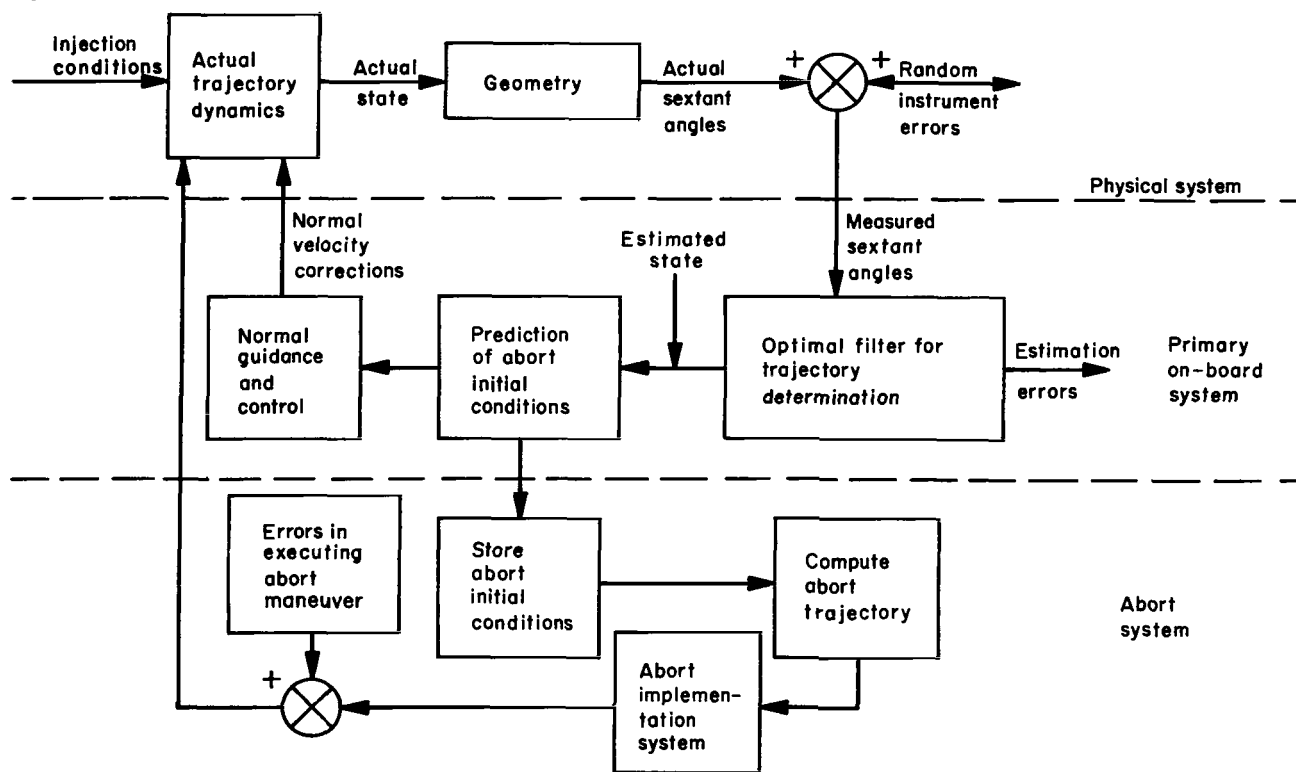 Injection
conditions
Actual
trajectory
dynamics
Actual
state
Geometry
Actual
sextant
angles
+
+
Random
instrument
errors
Physical system
Normal
velocity
corrections
Estimated
state
Measured
sextant
angles
Normal
guidance
and
control
Prediction
of abort
initial
conditions
Optimal filter for
trajectory
determination
Estimation
errors
Primary
on-board
system
Errors in
executing
abort
maneuver
Store
abort
initial
conditions
Compute
abort
trajectory
Abort
system
+
Abort
implemen-
tation
system